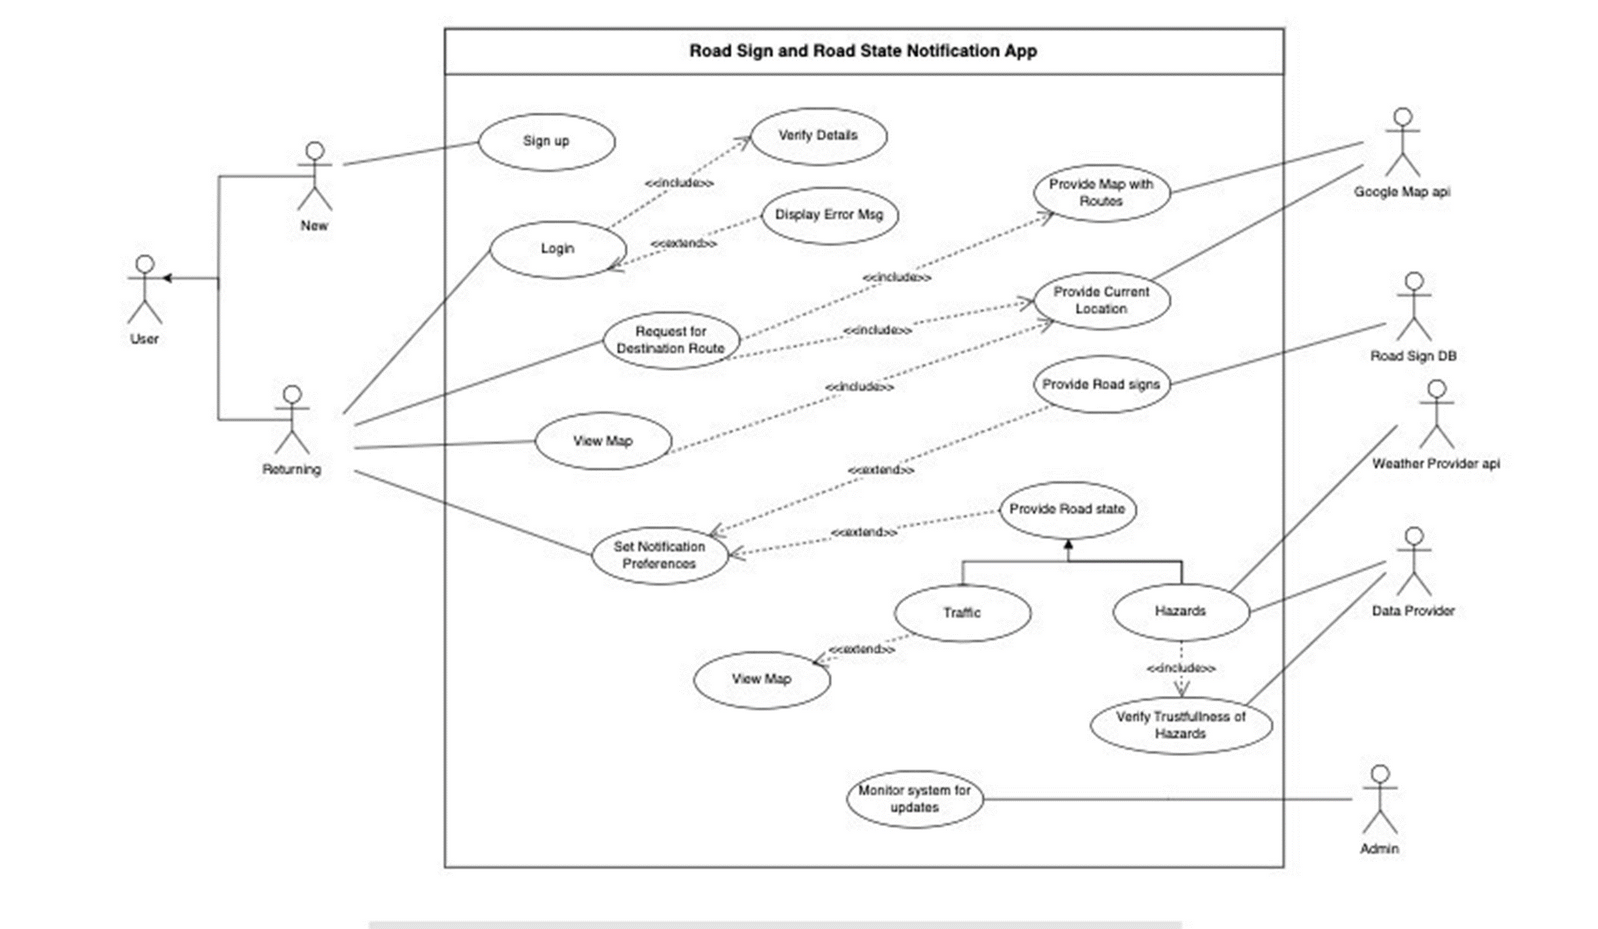 Road Sign and Road State Notification App
Sign up
Verify Details
<<include>>
Display Error Msg
<<extend>>
Login
New
User
Returning
Request for
Destination Route
<<include>>
<<include>>
<<include>>
Provide Map with
Routes
Provide Current
Location
Google Map api
Provide Road signs
Road Sign DB
View Map
<<extend>>
Weather Provider api
Provide Road state
<<extend>>
Set Notification
Preferences
Traffic
Hazards
Data Provider
<<extend>>
View Map
<<include>>
Verify Trustfullness of
Hazards
Monitor system for
updates
Admin